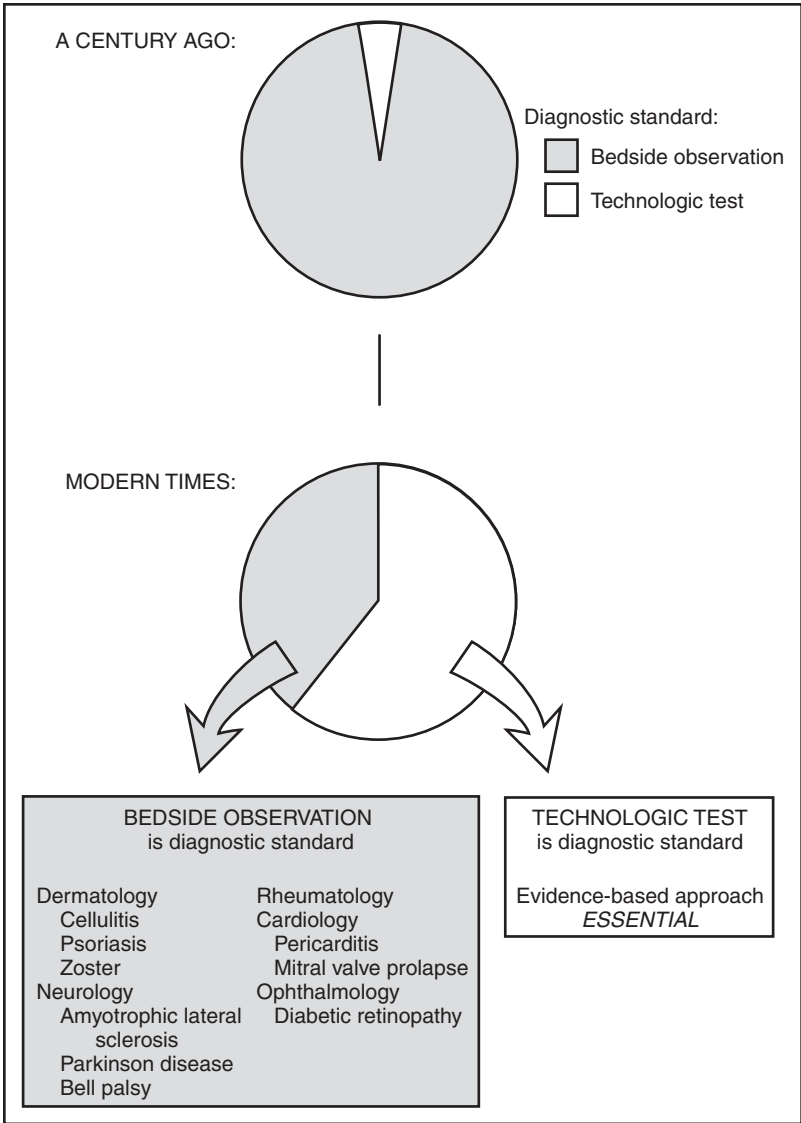 A CENTURY AGO:
Diagnostic standard:
Bedside observation
Technologic test
MODERN TIMES:
BEDSIDE OBSERVATION
is diagnostic standard
Dermatology
Cellulitis
Psoriasis
Zoster
Neurology
Amyotrophic lateral
sclerosis
Parkinson disease
Bell palsy
Rheumatology
Cardiology
Pericarditis
Mitral valve prolapse
Ophthalmology
Diabetic retinopathy
TECHNOLOGIC TEST
is diagnostic standard
Evidence-based approach
ESSENTIAL